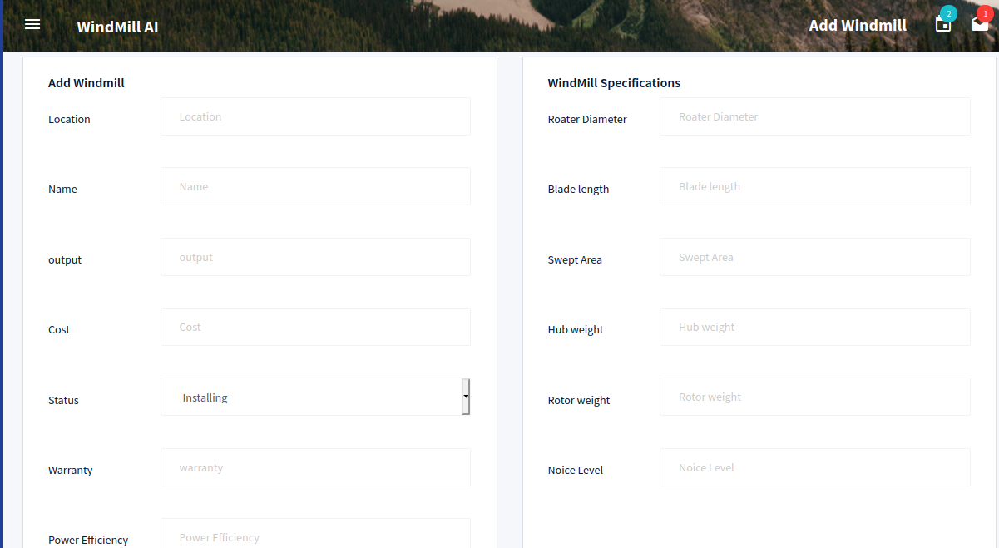 WindMill AI
Add Windmill
2
1
Add Windmill
Location
Location
Name
Name
output
output
Cost
Cost
Status
Installing
Warranty
warranty
Power Efficiency
Power Efficiency
WindMill Specifications
Roater Diameter
Roater Diameter
Blade length
Blade length
Swept Area
Swept Area
Hub weight
Hub weight
Rotor weight
Rotor weight
Noice Level
Noice Level